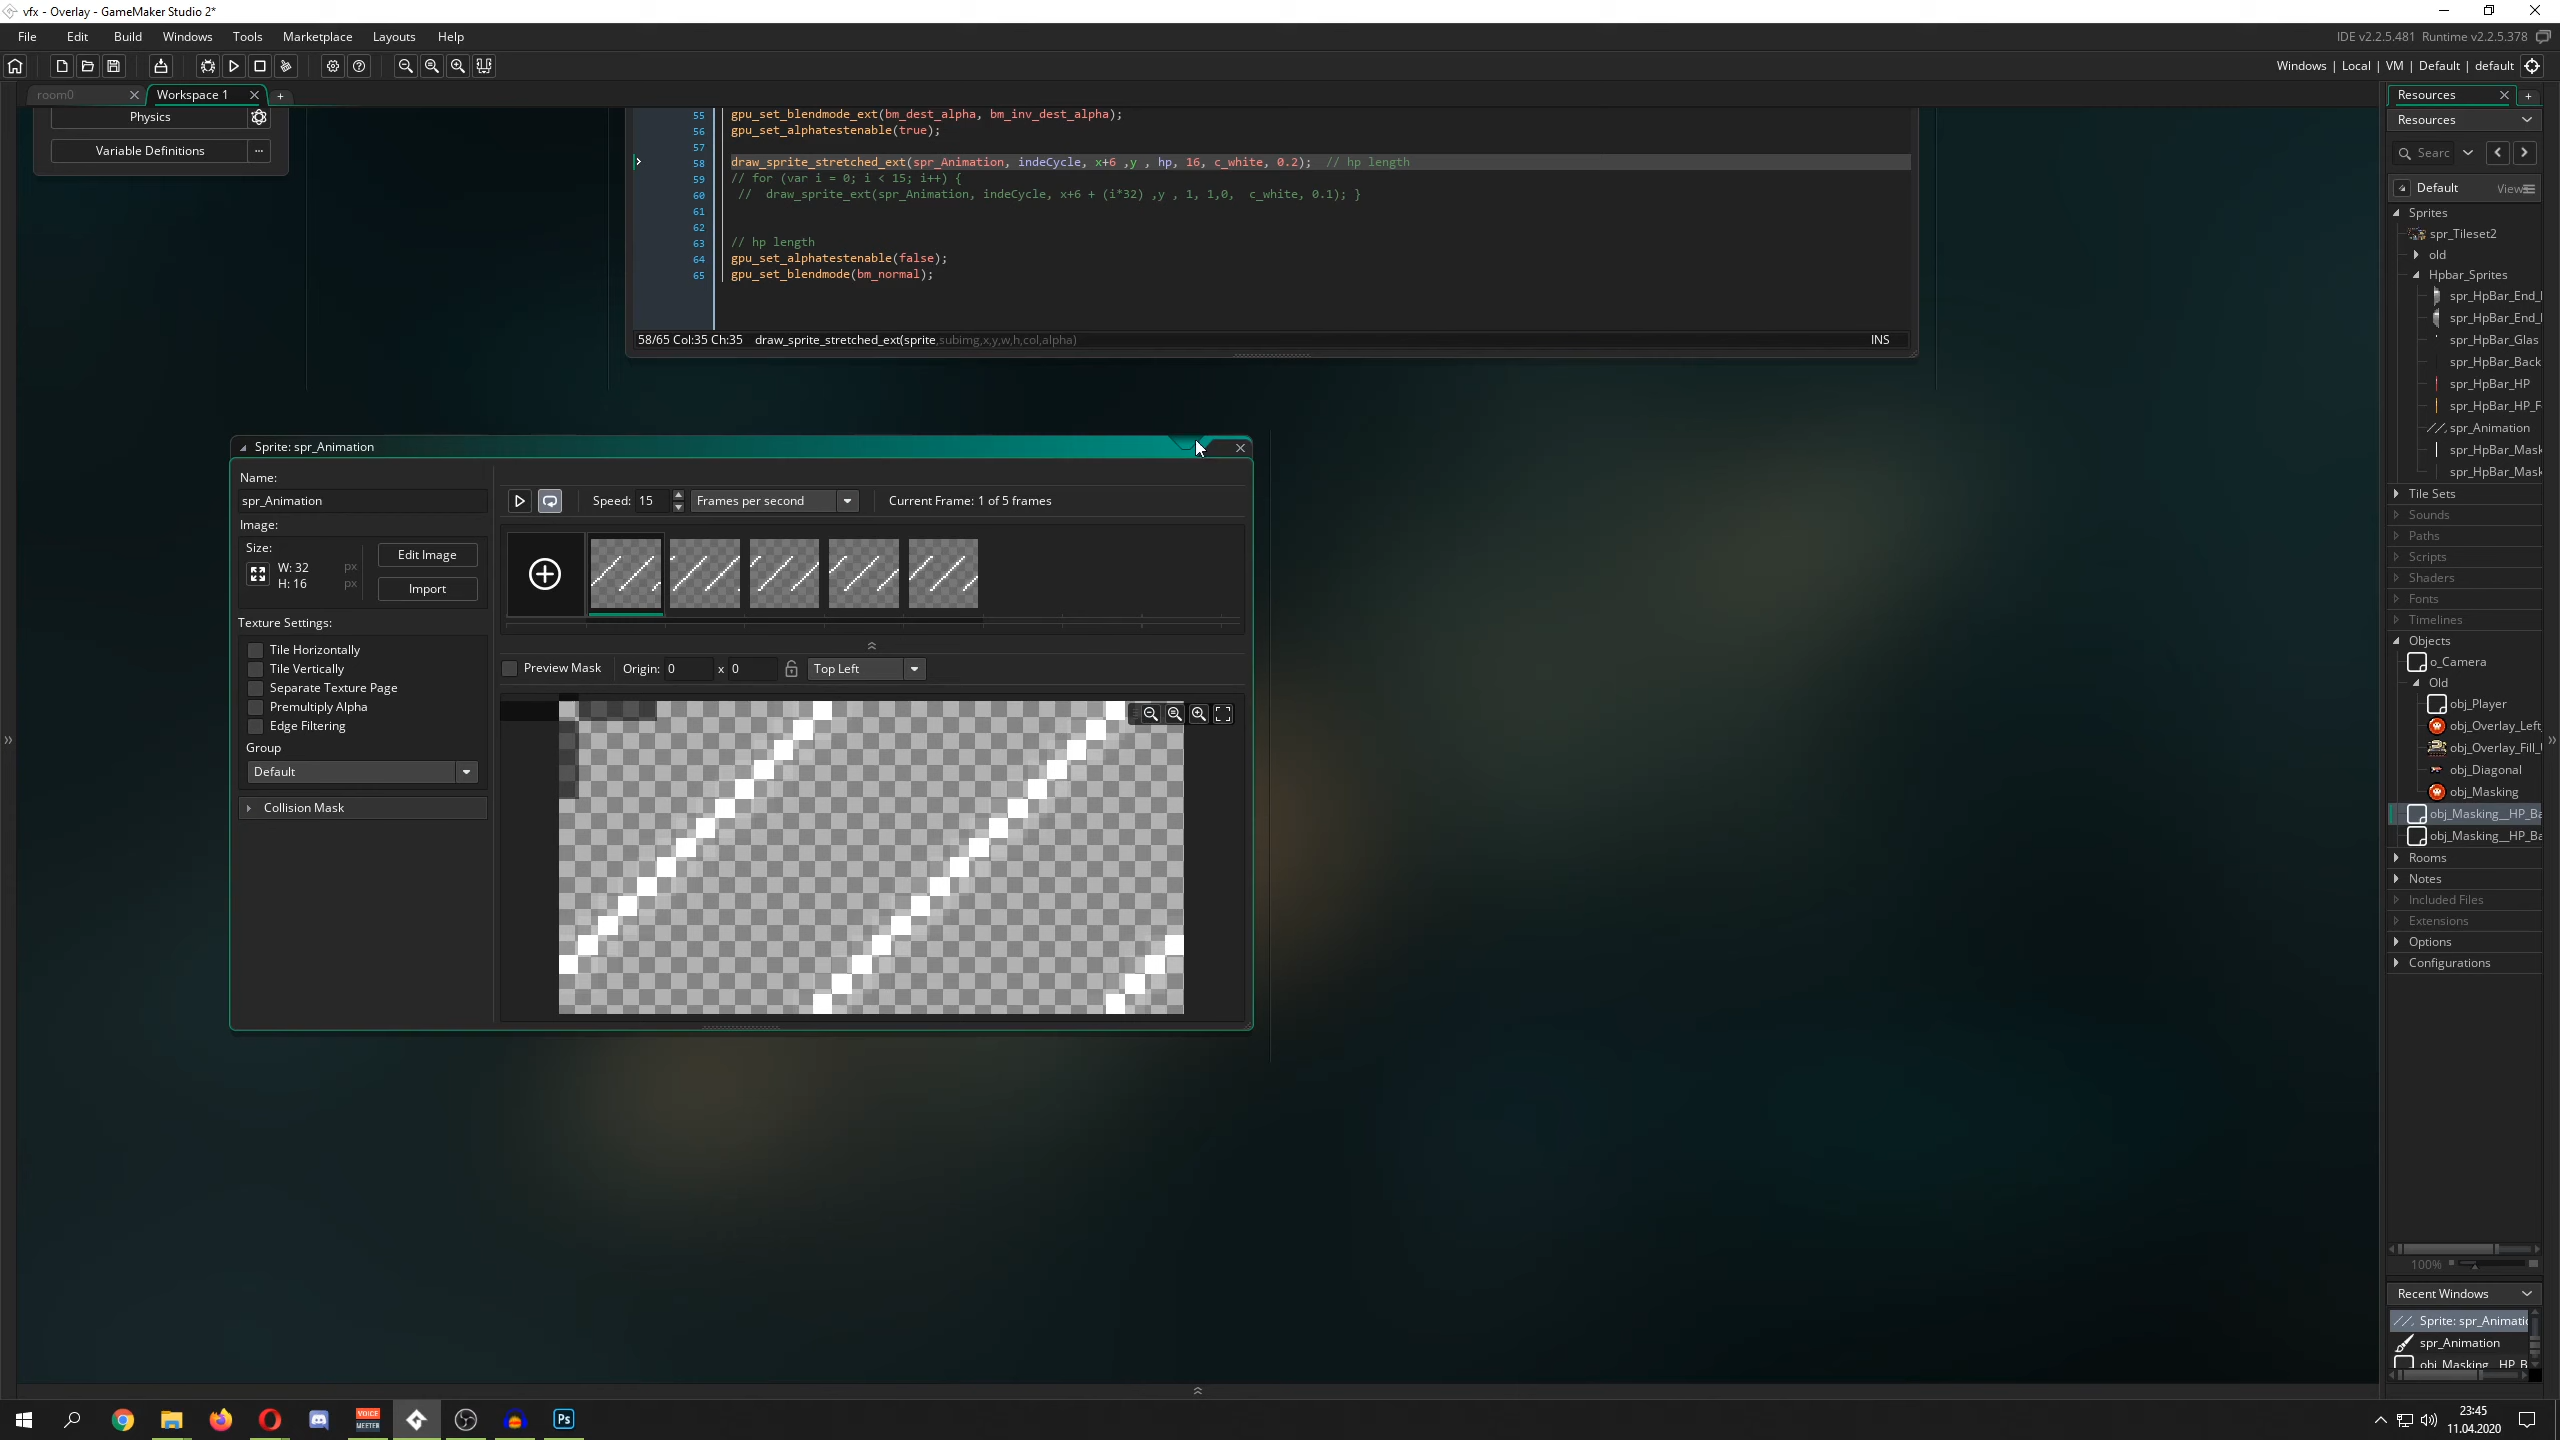 vfx - Overlay - GameMaker Studio 2*
File Edit Build Windows Tools Marketplace Layouts Help
IDE v2.2.5.481 Runtime v2.2.5.378
Windows | Local | VM | Default | default
room0
Workspace 1
Physics
Variable Definitions
55 gpu_set_blendmode_ext(bm_dest_alpha, bm_inv_dest_alpha);
56 gpu_set_alphatestenable(true);
57
58 draw_sprite_stretched_ext(spr_Animation, indeCycle, x+6 ,y , hp, 16, c_white, 0.2); // hp length
59 // for (var i = 0; i < 15; i++) {
60 // draw_sprite_ext(spr_Animation, indeCycle, x+6 + (i*32) ,y , 1, 1,0, c_white, 0.1); }
61
62
63 // hp length
64 gpu_set_alphatestenable(false);
65 gpu_set_blendmode(bm_normal);
58/65 Col:35 Ch:35 draw_sprite_stretched_ext(sprite,subimg,x,y,w,h,col,alpha)
INS
Sprite: spr_Animation
Name:
spr_Animation
Image:
Size:
W: 32 px
H: 16 px
Edit Image
Import
Texture Settings:
Tile Horizontally
Tile Vertically
Separate Texture Page
Premultiply Alpha
Edge Filtering
Group
Default
Collision Mask
Speed: 15 Frames per second
Current Frame: 1 of 5 frames
Preview Mask
Origin: 0 x 0
Top Left
Resources
Resources
Searc
Default
View
Sprites
spr_Tileset2
old
Hpbar_Sprites
spr_HpBar_End_
spr_HpBar_End_
spr_HpBar_Glas
spr_HpBar_Back
spr_HpBar_HP
spr_HpBar_HP_F
spr_Animation
spr_HpBar_Mask
spr_HpBar_Mask
Tile Sets
Sounds
Paths
Scripts
Shaders
Fonts
Timelines
Objects
o_Camera
Old
obj_Player
obj_Overlay_Left_
obj_Overlay_Fill_
obj_Diagonal
obj_Masking
obj_Masking__HP_Ba
obj_Masking__HP_Ba
Rooms
Notes
Included Files
Extensions
Options
Configurations
100%
Recent Windows
Sprite: spr_Animatio
spr_Animation
obj_Masking__HP_B
VOICE
MEETER
Ps
23:45
11.04.2020